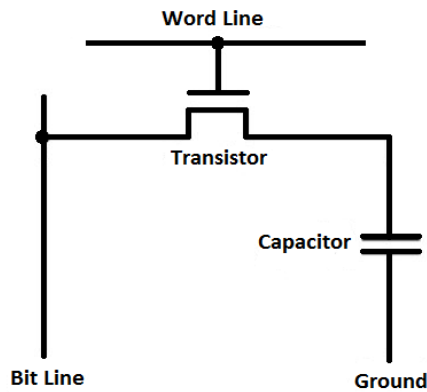 Word Line
Transistor
Capacitor
Bit Line
Ground